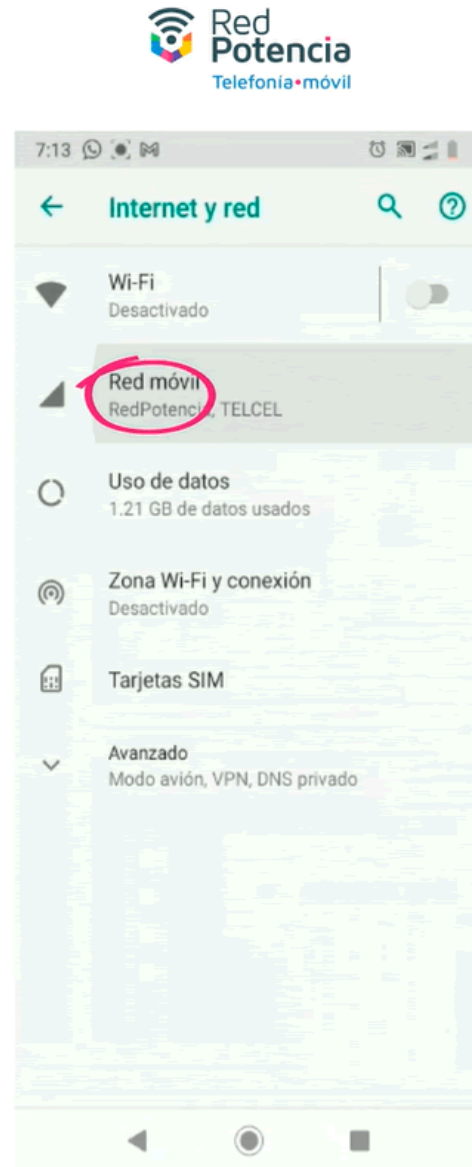 Red
Potencia
Telefonía•móvil
7:13
Internet y red
Wi-Fi
Desactivado
Red móvil
RedPotencia, TELCEL
Uso de datos
1.21 GB de datos usados
Zona Wi-Fi y conexión
Desactivado
Tarjetas SIM
Avanzado
Modo avión, VPN, DNS privado